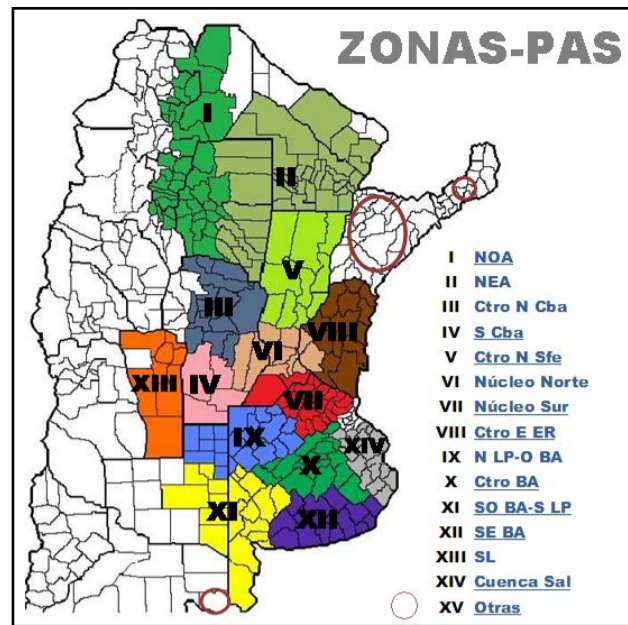 ZONAS-PAS
I
II
V
III
VIII
VI
XIII
IV
VII
IX
XIV
X
XI
XII
I NOA
II NEA
III Ctro N Cba
IV S Cba
V Ctro N Sfe
VI Núcleo Norte
VII Núcleo Sur
VIII Ctro E ER
IX N LP-O BA
X Ctro BA
XI SO BA-S LP
XII SE BA
XIII SL
XIV Cuenca Sal
XV Otras